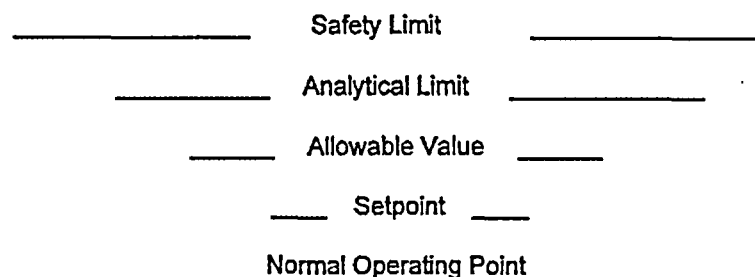 Safety Limit
Analytical Limit
Allowable Value
Setpoint
Normal Operating Point